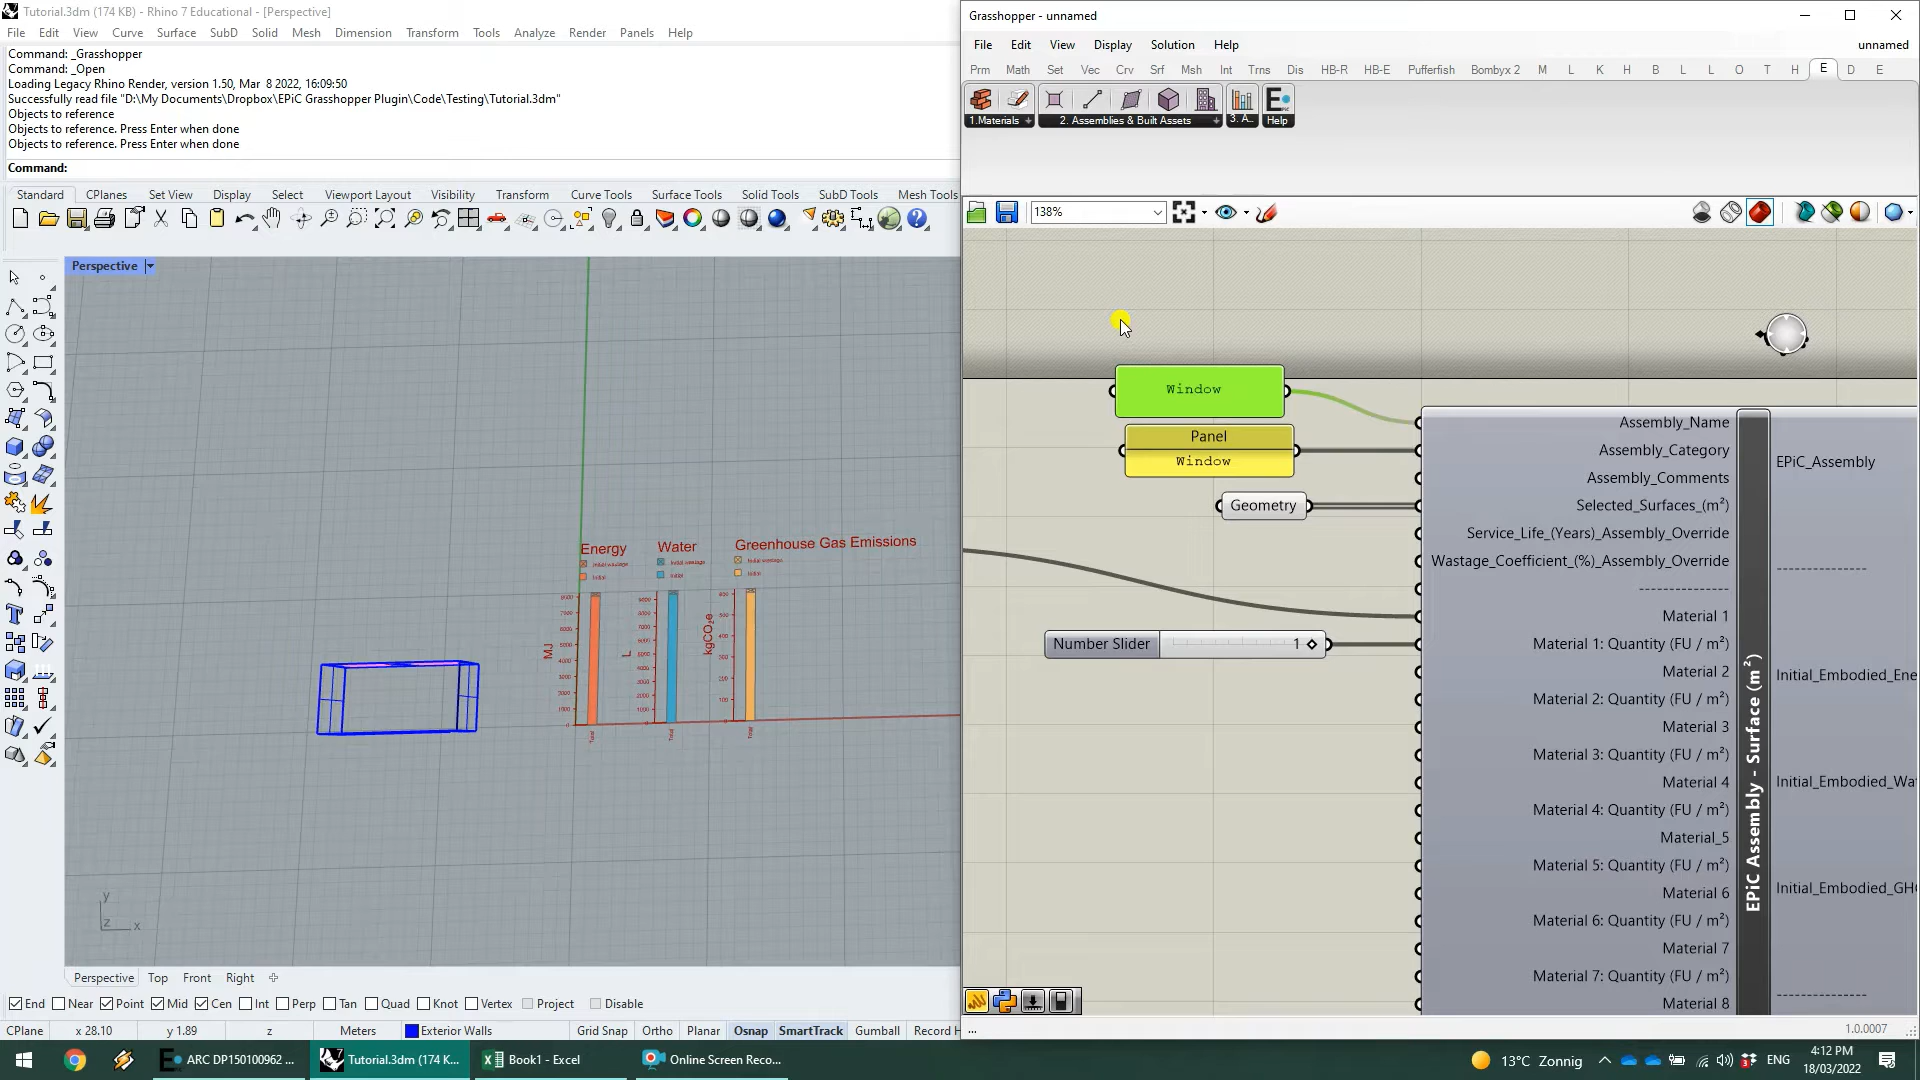 Tutorial.3dm (174 KB) - Rhino 7 Educational - [Perspective]
File Edit View Curve Surface SubD Solid Mesh Dimension Transform Tools Analyze Render Panels Help
Command: _Grasshopper
Command: _Open
Loading Legacy Rhino Render, version 1.50, Mar 8 2022, 16:09:50
Successfully read file "D:\My Documents\Dropbox\EPiC Grasshopper Plugin\Code\Testing\Tutorial.3dm"
Objects to reference
Objects to reference. Press Enter when done
Objects to reference. Press Enter when done
Command:
Standard CPlanes Set View Display Select Viewport Layout Visibility Transform Curve Tools Surface Tools Solid Tools SubD Tools Mesh Tools
Perspective
Energy Water Greenhouse Gas Emissions
Initial wastage Initial wastage Initial wastage
Initial Initial Initial
MJ L kgCO₂e
Total Total Total
y
z x
Perspective Top Front Right
End Near Point Mid Cen Int Perp Tan Quad Knot Vertex Project Disable
CPlane x 28.10 y 1.89 z Meters Exterior Walls Grid Snap Ortho Planar Osnap SmartTrack Gumball Record H
Grasshopper - unnamed
File Edit View Display Solution Help unnamed
Prm Math Set Vec Crv Srf Msh Int Trns Dis HB-R HB-E Pufferfish Bombyx 2 M L K H B L L O T H E D E
1.Materials 2. Assemblies & Built Assets 3. A... Help
138%
Window
Panel
Window
Geometry
Number Slider 1
Assembly_Name
Assembly_Category
Assembly_Comments
Selected_Surfaces_(m²)
Service_Life_(Years)_Assembly_Override
Wastage_Coefficient_(%)_Assembly_Override
----------------
Material 1
Material 1: Quantity (FU / m²)
Material 2
Material 2: Quantity (FU / m²)
Material 3
Material 3: Quantity (FU / m²)
Material 4
Material 4: Quantity (FU / m²)
Material_5
Material 5: Quantity (FU / m²)
Material 6
Material 6: Quantity (FU / m²)
Material 7
Material 7: Quantity (FU / m²)
Material 8
EPiC Assembly - Surface (m²)
EPiC_Assembly
----------------
Initial_Embodied_Ene
Initial_Embodied_Wa
Initial_Embodied_GH
----------------
... 1.0.0007
ARC DP150100962 ... Tutorial.3dm (174 K... Book1 - Excel Online Screen Reco... 13°C Zonnig ENG 4:12 PM
18/03/2022